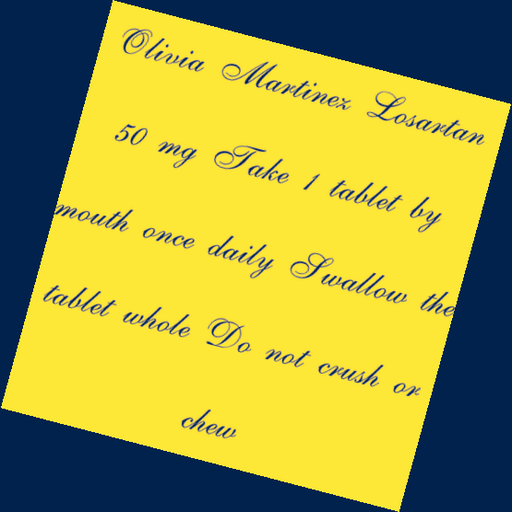 Olivia Martinez Losartan
50 mg Take 1 tablet by
mouth once daily Swallow the
tablet whole Do not crush or
chew